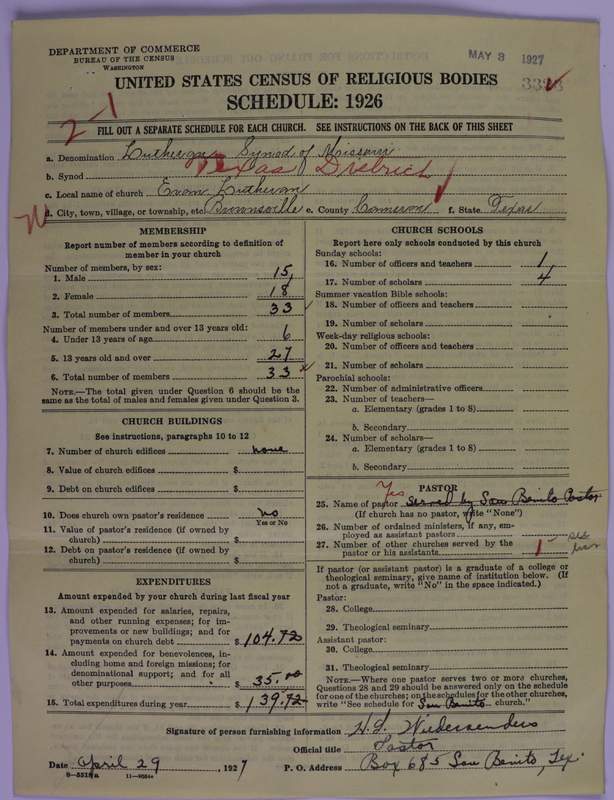 DEPARTMENT OF COMMERCE
BUREAU OF THE CENSUS
WASHINGTON
MAY 3 1927
UNITED STATES CENSUS OF RELIGIOUS BODIES
SCHEDULE: 1926
2-1
FILL OUT A SEPARATE SCHEDULE FOR EACH CHURCH. SEE INSTRUCTIONS ON THE BACK OF THIS SHEET
a. Denomination Lutheran Synod of Missouri
b. Synod Texas District
c. Local name of church Evan. Lutheran
d. City, town, village, or township, etc. Brownsville e. County Cameron f. State Texas
MEMBERSHIP
Report number of members according to definition of
member in your church
Number of members, by sex:
1. Male 15
2. Female 18
3. Total number of members 33
Number of members under and over 13 years old:
4. Under 13 years of age 6
5. 13 years old and over 27
6. Total number of members 33
NOTE.—The total given under Question 6 should be the
same as the total of males and females given under Question 3.
CHURCH BUILDINGS
See instructions, paragraphs 10 to 12
7. Number of church edifices none
8. Value of church edifices $
9. Debt on church edifices $
10. Does church own pastor's residence no
Yes or No
11. Value of pastor's residence (if owned by
church) $
12. Debt on pastor's residence (if owned by
church) $
EXPENDITURES
Amount expended by your church during last fiscal year
13. Amount expended for salaries, repairs,
and other running expenses; for im-
provements or new buildings; and for
payments on church debt $104.72
14. Amount expended for benevolences, in-
cluding home and foreign missions; for
denominational support; and for all
other purposes $ 35.00
15. Total expenditures during year $139.72
CHURCH SCHOOLS
Report here only schools conducted by this church
Sunday schools:
16. Number of officers and teachers 1
17. Number of scholars 4
Summer vacation Bible schools:
18. Number of officers and teachers
19. Number of scholars
Week-day religious schools:
20. Number of officers and teachers
21. Number of scholars
Parochial schools:
22. Number of administrative officers
23. Number of teachers—
a. Elementary (grades 1 to 8)
b. Secondary
24. Number of scholars—
a. Elementary (grades 1 to 8)
b. Secondary
PASTOR
Yes
25. Name of pastor served by San Benito Pastor
(If church has no pastor, write "None")
26. Number of ordained ministers, if any, em-
ployed as assistant pastors
27. Number of other churches served by the
pastor or his assistants 1
If pastor (or assistant pastor) is a graduate of a college or
theological seminary, give name of institution below. (If
not a graduate, write "No" in the space indicated.)
Pastor:
28. College
29. Theological seminary
Assistant pastor:
30. College
31. Theological seminary
NOTE.—Where one pastor serves two or more churches,
Questions 28 and 29 should be answered only on the schedule
for one of the churches; on the schedules for the other churches,
write "See schedule for San Benito church."
Signature of person furnishing information H. L. Wiedersenders
Official title Pastor
Date April 29, 1927 P. O. Address Box 685 San Benito, Tex.
8-5518a 11-9564